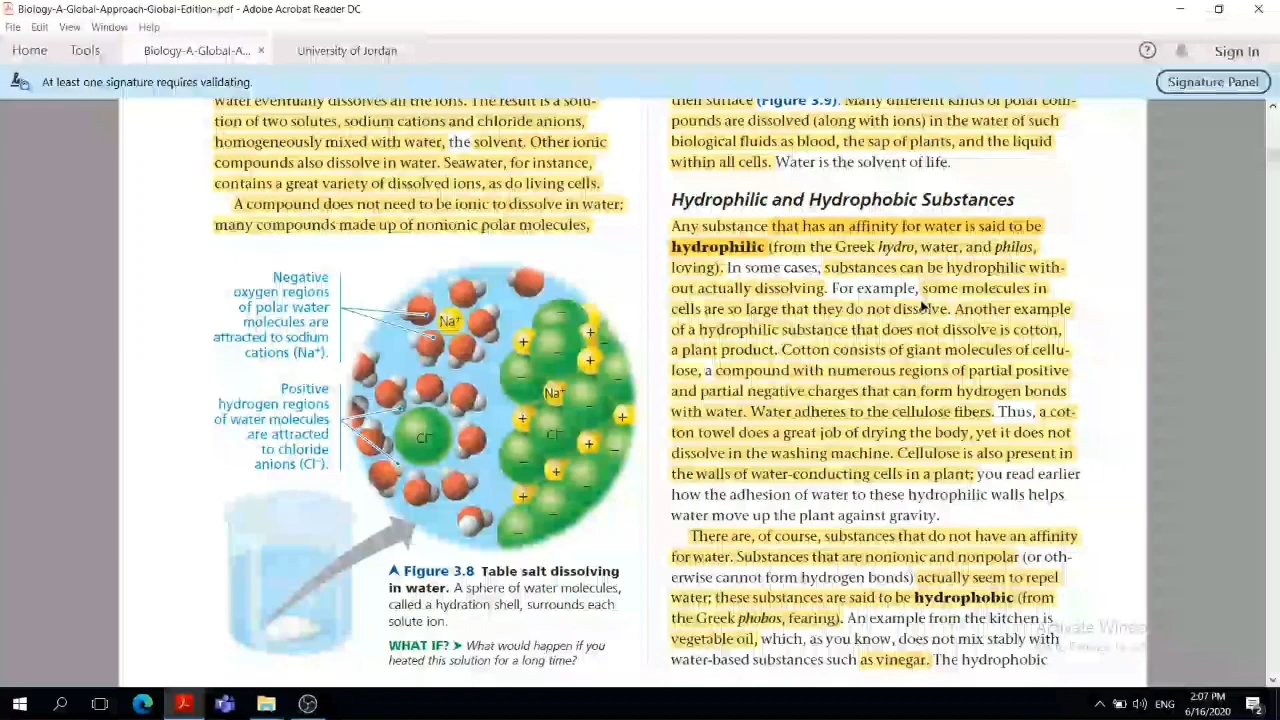 Biology-A-Global-Approach-Global-Edition-.pdf - Adobe Acrobat Reader DC
File Edit View Window Help
Home Tools Biology-A-Global-A... × University of Jordan Sign In
At least one signature requires validating.
Signature Panel
water eventually dissolves all the ions. The result is a solu-
tion of two solutes, sodium cations and chloride anions,
homogeneously mixed with water, the solvent. Other ionic
compounds also dissolve in water. Seawater, for instance,
contains a great variety of dissolved ions, as do living cells.
A compound does not need to be ionic to dissolve in water;
many compounds made up of nonionic polar molecules,
Negative
oxygen regions
of polar water
molecules are
attracted to sodium
cations (Na⁺).
Positive
hydrogen regions
of water molecules
are attracted
to chloride
anions (Cl⁻).
Na⁺
Na⁺
Cl⁻
Cl⁻
Figure 3.8 Table salt dissolving
in water. A sphere of water molecules,
called a hydration shell, surrounds each
solute ion.
WHAT IF? ➤ What would happen if you
heated this solution for a long time?
their surface (Figure 3.9). Many different kinds of polar com-
pounds are dissolved (along with ions) in the water of such
biological fluids as blood, the sap of plants, and the liquid
within all cells. Water is the solvent of life.
Hydrophilic and Hydrophobic Substances
Any substance that has an affinity for water is said to be
hydrophilic (from the Greek hydro, water, and philos,
loving). In some cases, substances can be hydrophilic with-
out actually dissolving. For example, some molecules in
cells are so large that they do not dissolve. Another example
of a hydrophilic substance that does not dissolve is cotton,
a plant product. Cotton consists of giant molecules of cellu-
lose, a compound with numerous regions of partial positive
and partial negative charges that can form hydrogen bonds
with water. Water adheres to the cellulose fibers. Thus, a cot-
ton towel does a great job of drying the body, yet it does not
dissolve in the washing machine. Cellulose is also present in
the walls of water-conducting cells in a plant; you read earlier
how the adhesion of water to these hydrophilic walls helps
water move up the plant against gravity.
There are, of course, substances that do not have an affinity
for water. Substances that are nonionic and nonpolar (or oth-
erwise cannot form hydrogen bonds) actually seem to repel
water; these substances are said to be hydrophobic (from
the Greek phobos, fearing). An example from the kitchen is
vegetable oil, which, as you know, does not mix stably with
water-based substances such as vinegar. The hydrophobic
Activate
ENG
2:07 PM
6/16/2020
2